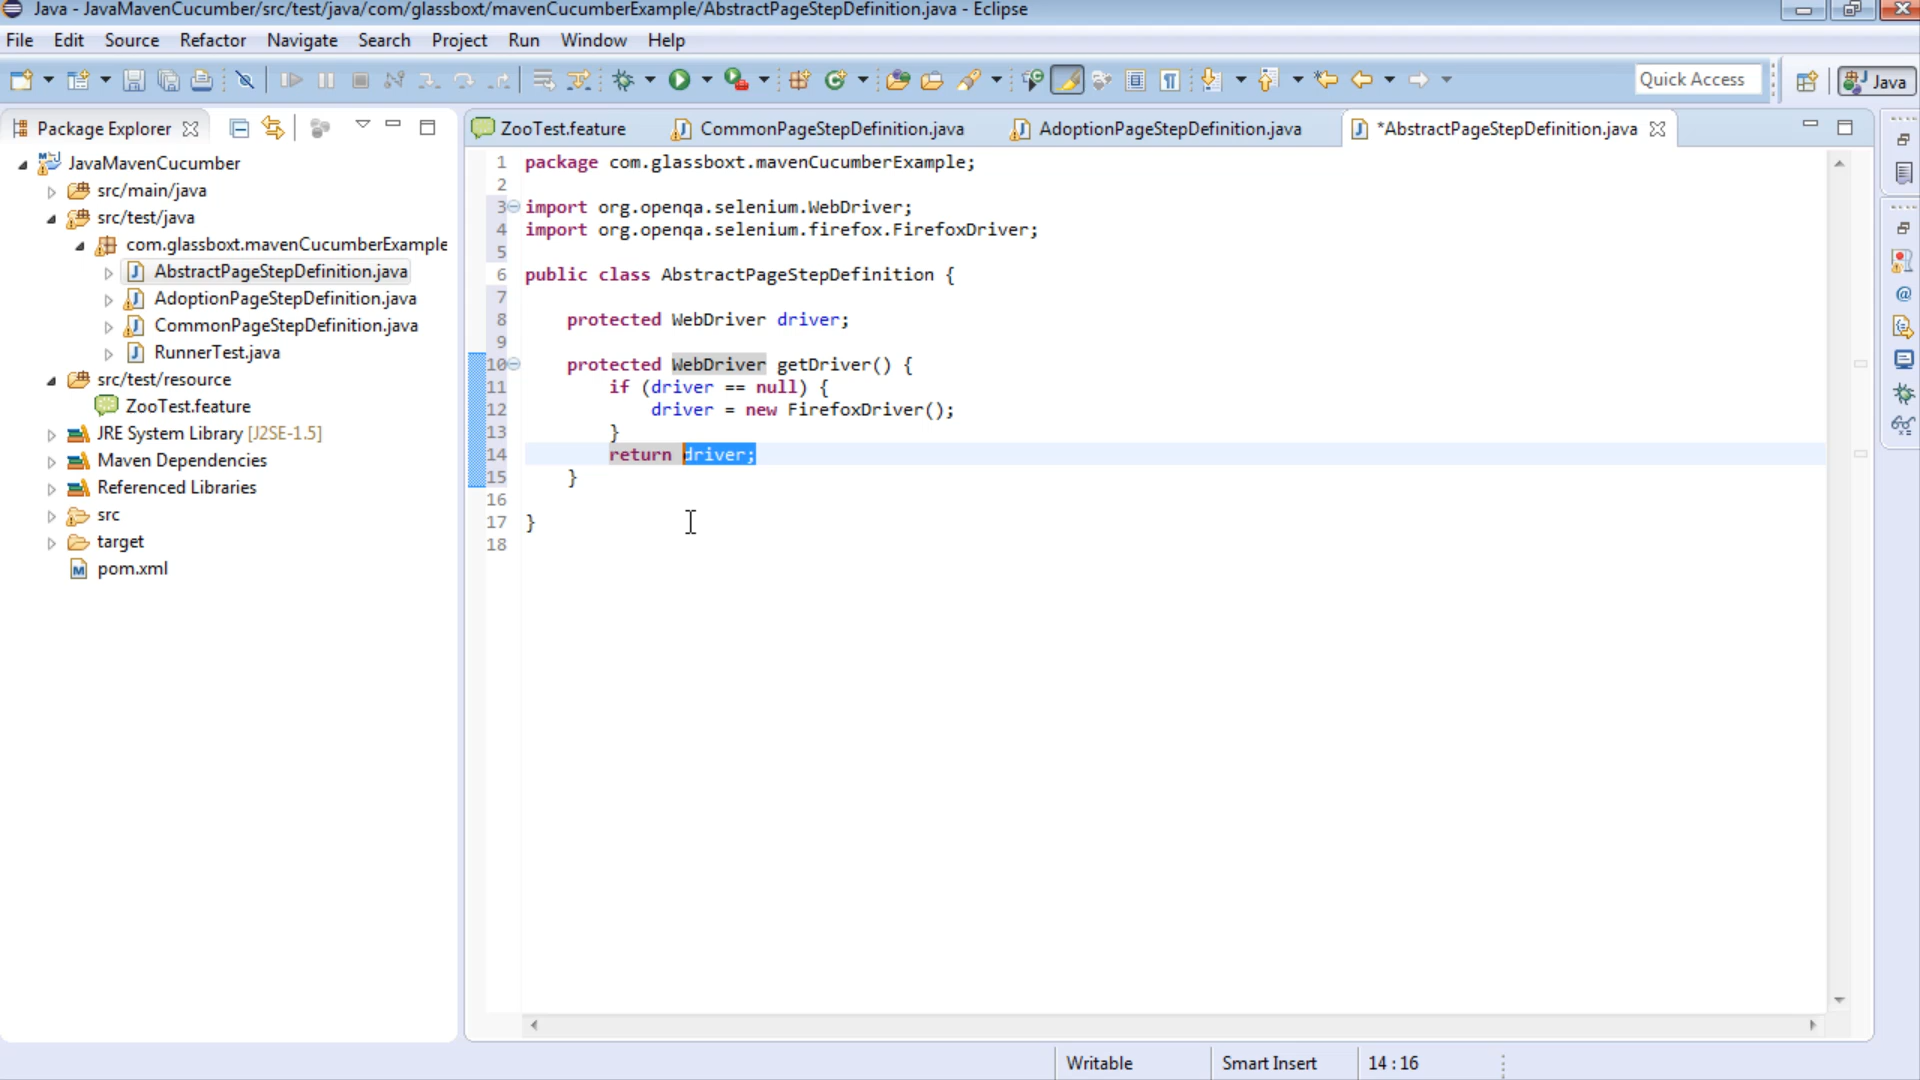 Java - JavaMavenCucumber/src/test/java/com/glassboxt/mavenCucumberExample/AbstractPageStepDefinition.java - Eclipse
File Edit Source Refactor Navigate Search Project Run Window Help
Quick Access
Java
Package Explorer
ZooTest.feature
CommonPageStepDefinition.java
AdoptionPageStepDefinition.java
*AbstractPageStepDefinition.java
JavaMavenCucumber
src/main/java
src/test/java
com.glassboxt.mavenCucumberExample
AbstractPageStepDefinition.java
AdoptionPageStepDefinition.java
CommonPageStepDefinition.java
RunnerTest.java
src/test/resource
ZooTest.feature
JRE System Library [J2SE-1.5]
Maven Dependencies
Referenced Libraries
src
target
pom.xml
1 package com.glassboxt.mavenCucumberExample;
2
3 import org.openqa.selenium.WebDriver;
4 import org.openqa.selenium.firefox.FirefoxDriver;
5
6 public class AbstractPageStepDefinition {
7
8 protected WebDriver driver;
9
10 protected WebDriver getDriver() {
11 if (driver == null) {
12 driver = new FirefoxDriver();
13 }
14 return driver;
15 }
16
17 }
18
Writable
Smart Insert
14 : 16